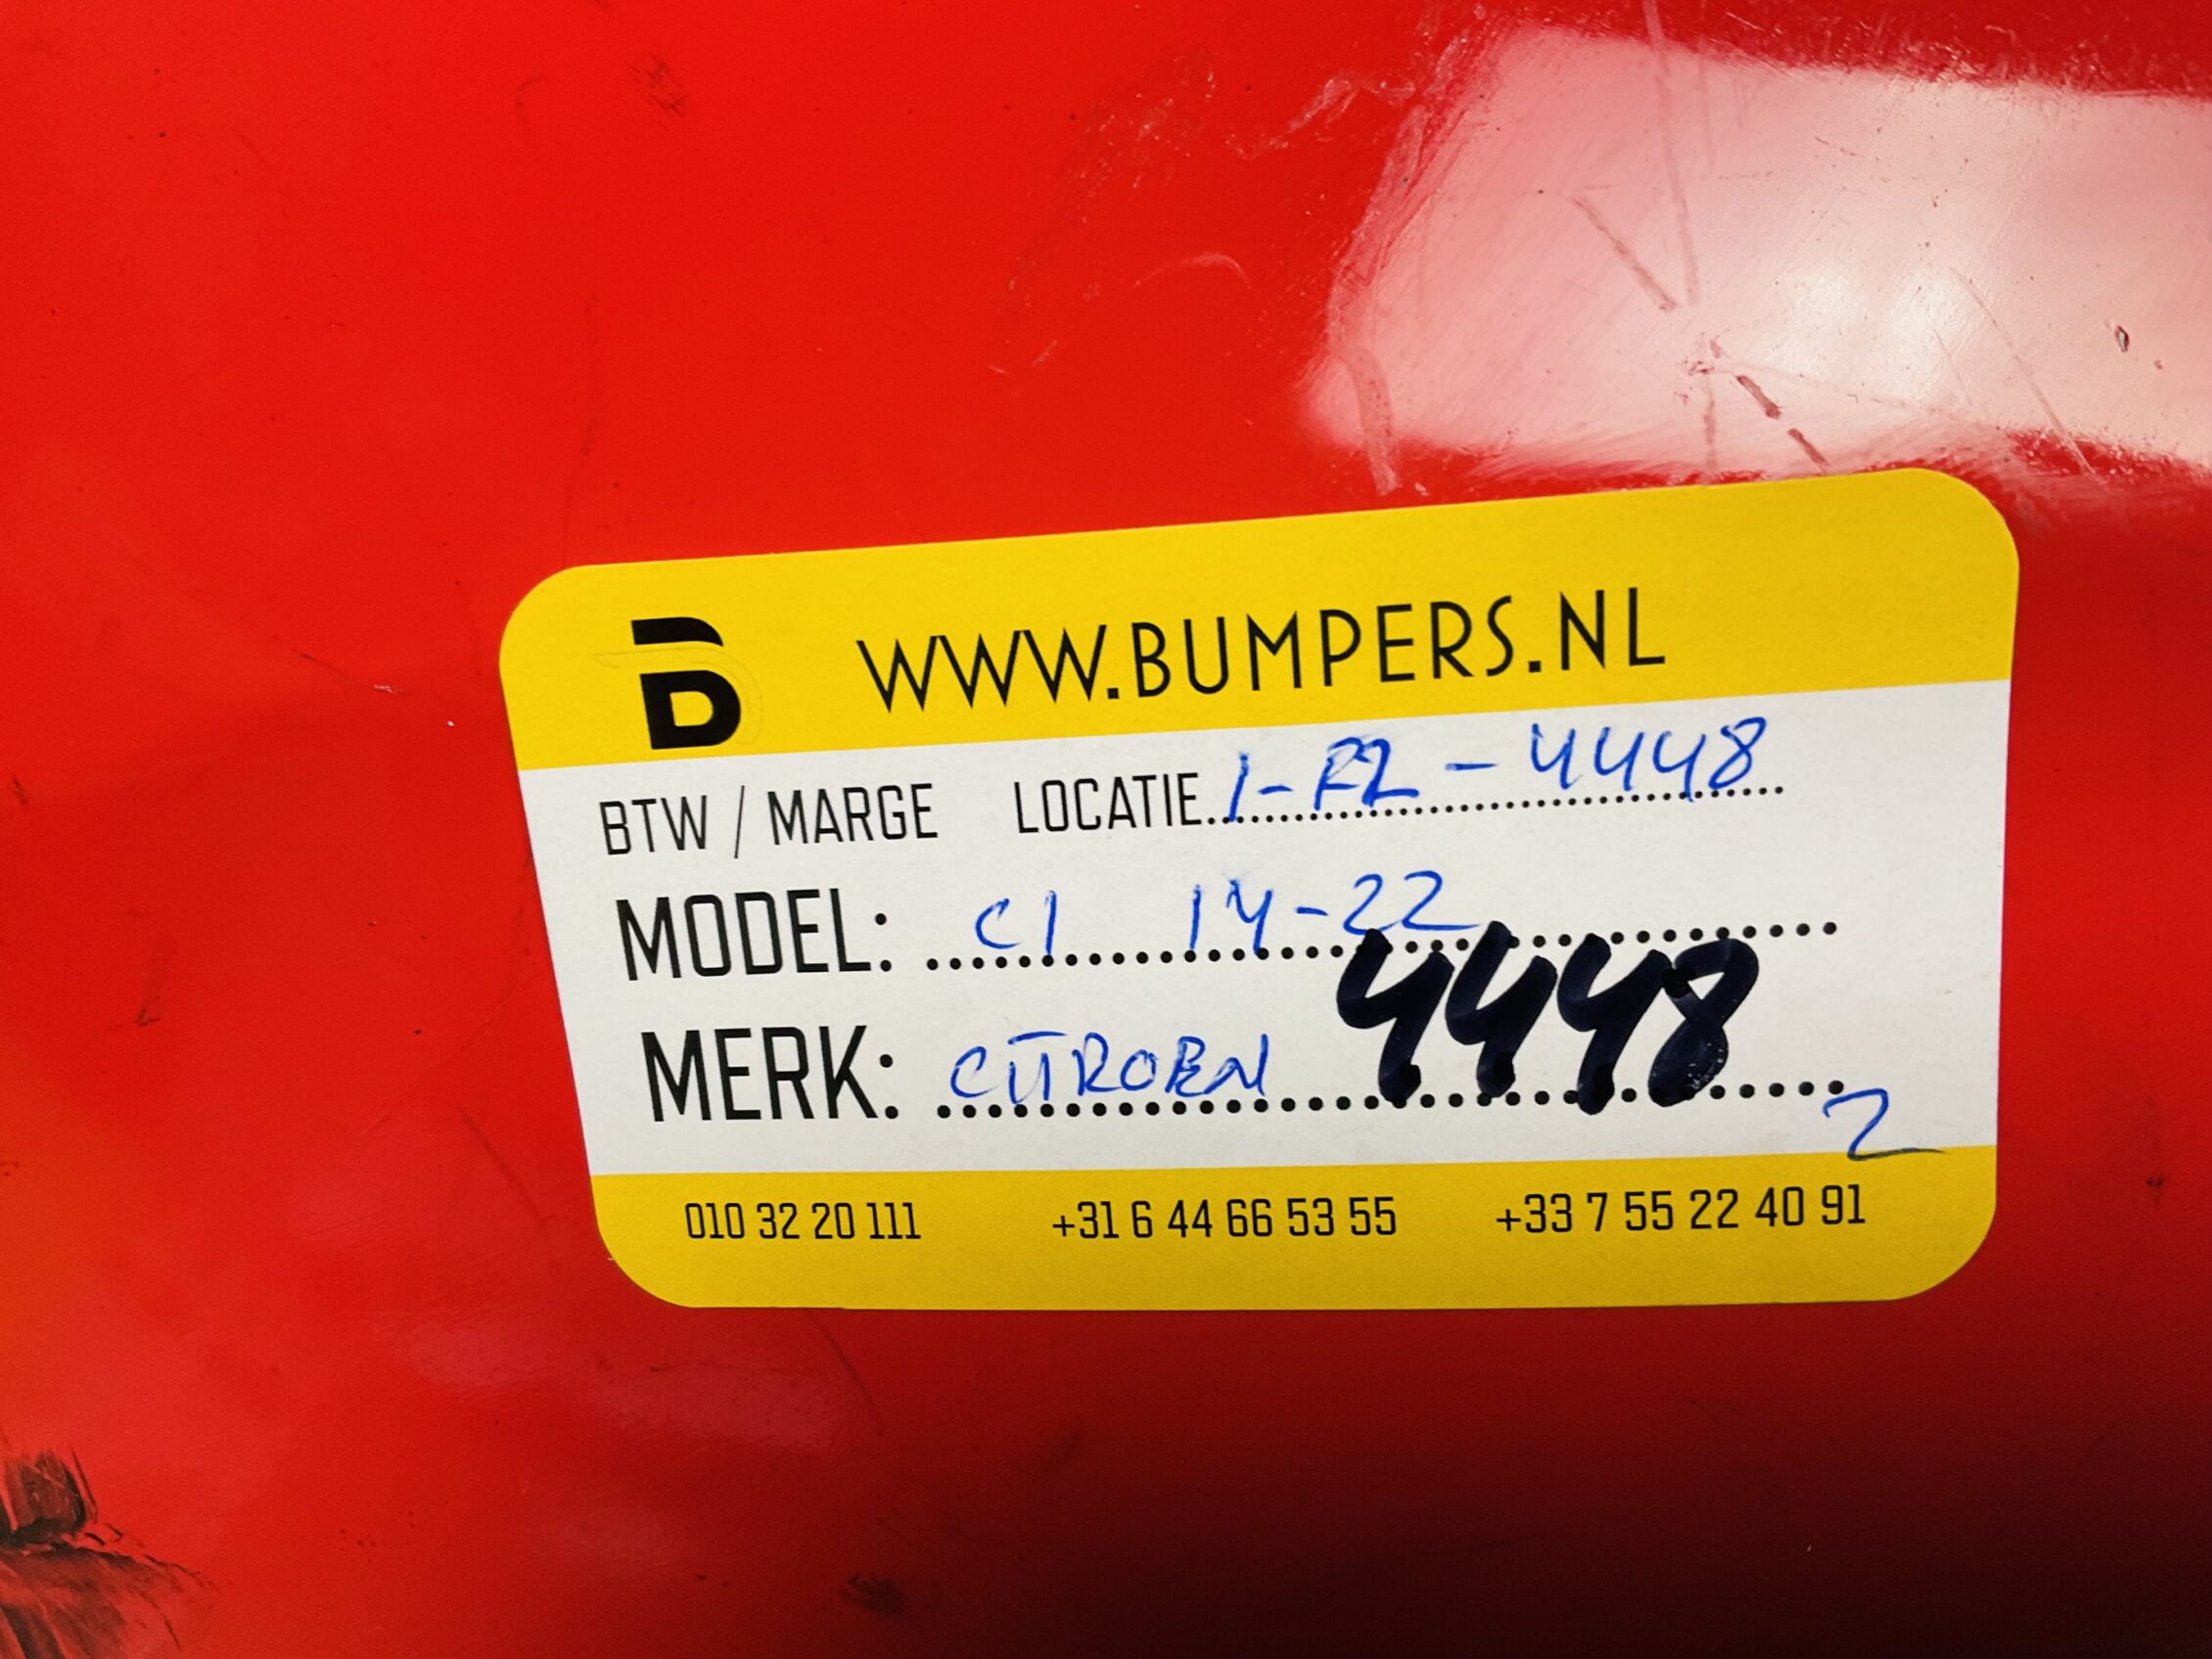 B WWW.BUMPERS.NL
BTW / MARGE LOCATIE 1-F2-4448
MODEL: C1 14-22
4448
MERK: CITROEN
2
010 32 20 111 +31 6 44 66 53 55 +33 7 55 22 40 91